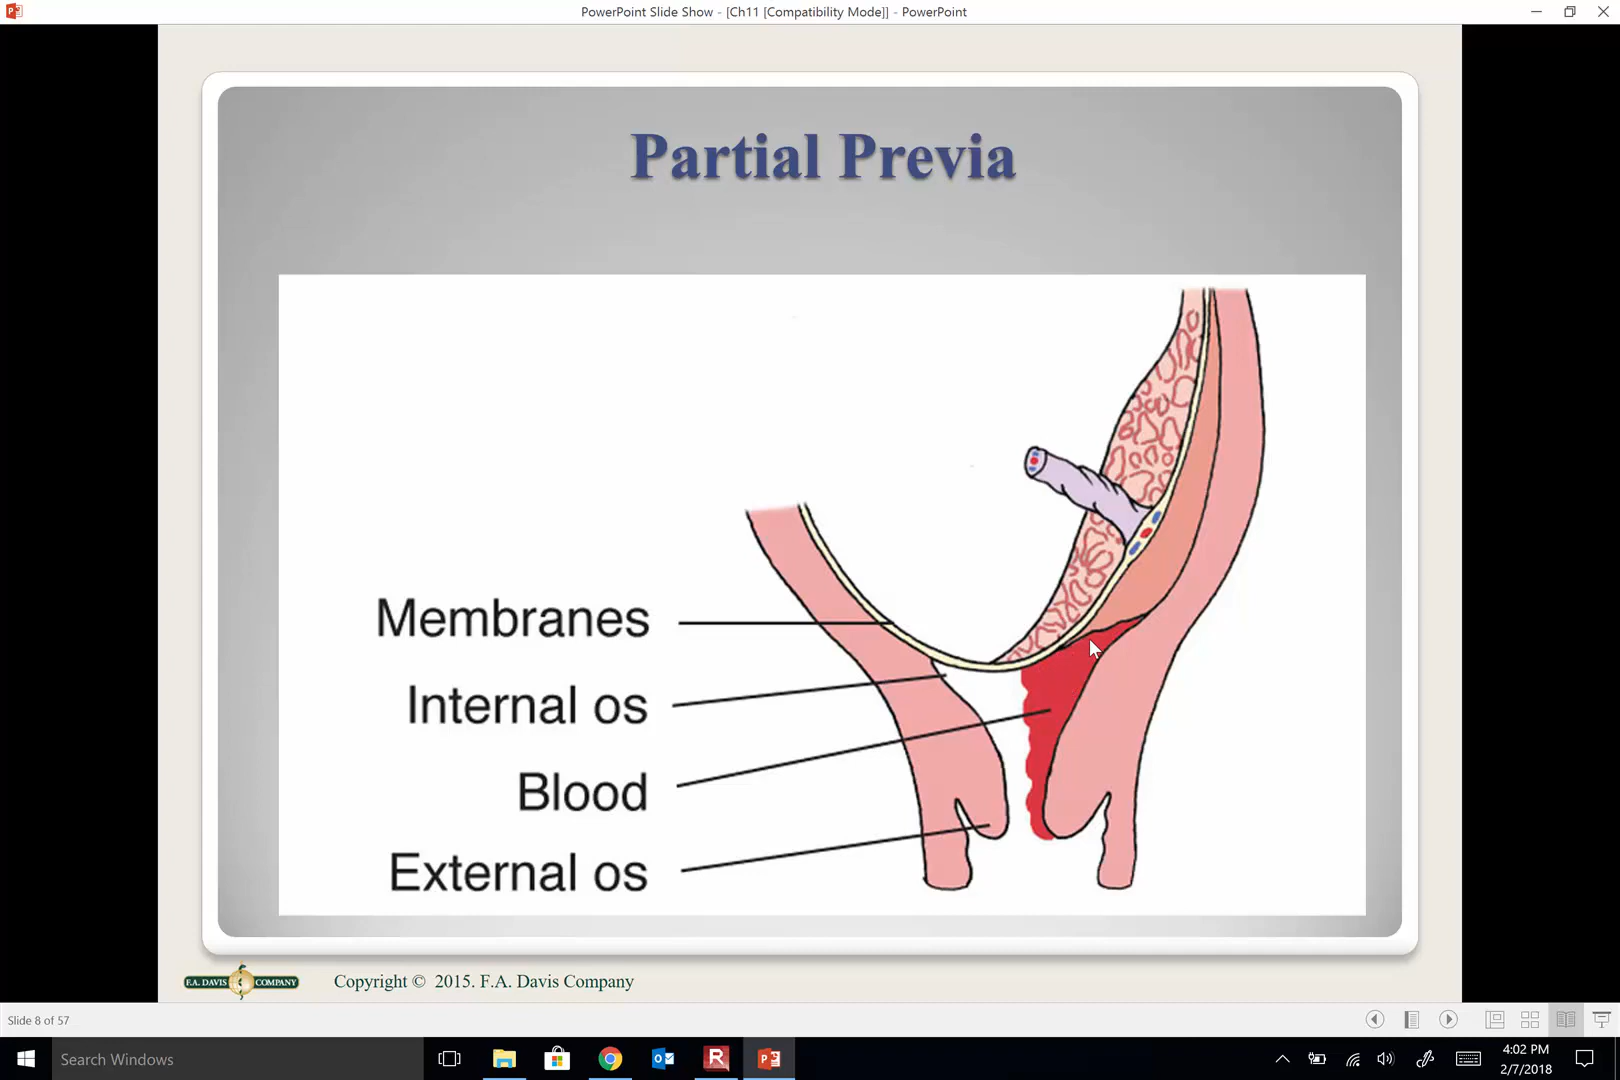 PowerPoint Slide Show - [Ch11 [Compatibility Mode]] - PowerPoint
Partial Previa
Membranes
Internal os
Blood
External os
F.A. DAVIS COMPANY
Copyright © 2015. F.A. Davis Company
Slide 8 of 57
Search Windows
4:02 PM
2/7/2018